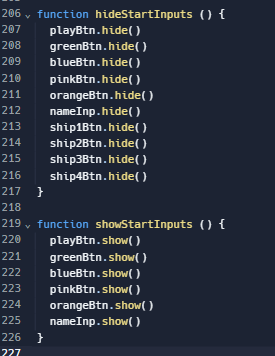 206 function hideStartInputs () {
207 playBtn.hide()
208 greenBtn.hide()
209 blueBtn.hide()
210 pinkBtn.hide()
211 orangeBtn.hide()
212 nameInp.hide()
213 ship1Btn.hide()
214 ship2Btn.hide()
215 ship3Btn.hide()
216 ship4Btn.hide()
217 }
218
219 function showStartInputs () {
220 playBtn.show()
221 greenBtn.show()
222 blueBtn.show()
223 pinkBtn.show()
224 orangeBtn.show()
225 nameInp.show()
226 }
227